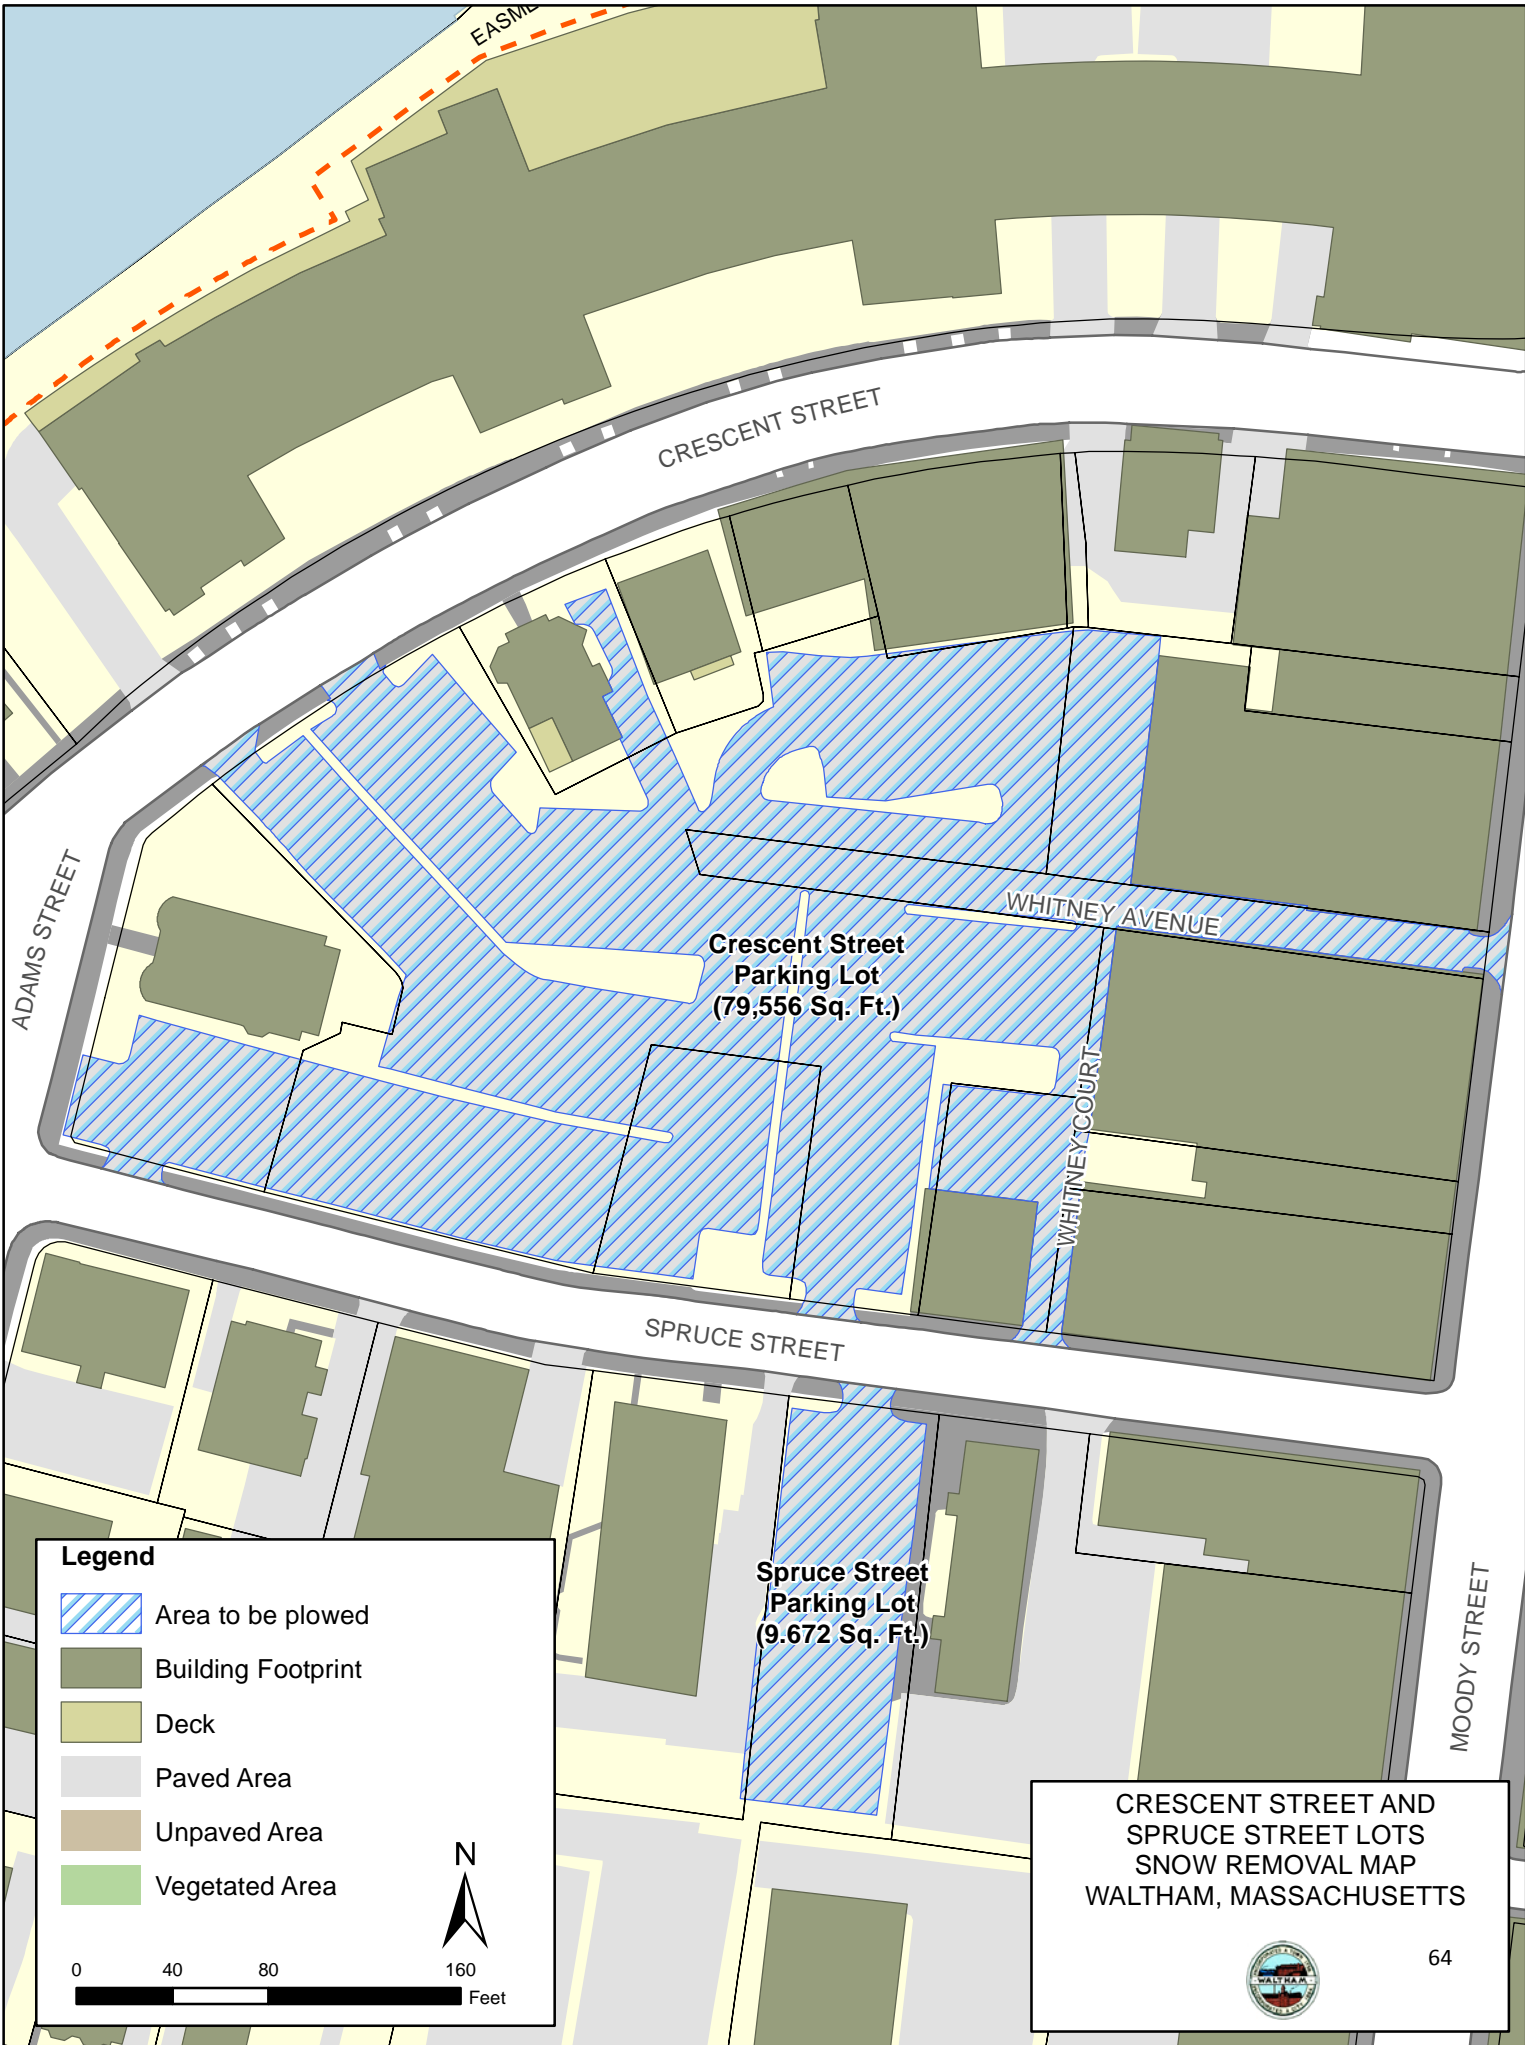 EASME
CRESCENT STREET
ADAMS STREET
WHITNEY AVENUE
Crescent Street
Parking Lot
(79,556 Sq. Ft.)
WHITNEY COURT
SPRUCE STREET
Spruce Street
Parking Lot
(9.672 Sq. Ft.)
MOODY STREET
Legend
Area to be plowed
Building Footprint
Deck
Paved Area
Unpaved Area
Vegetated Area
N
0 40 80 160
Feet
CRESCENT STREET AND
SPRUCE STREET LOTS
SNOW REMOVAL MAP
WALTHAM, MASSACHUSETTS
64
WALTHAM